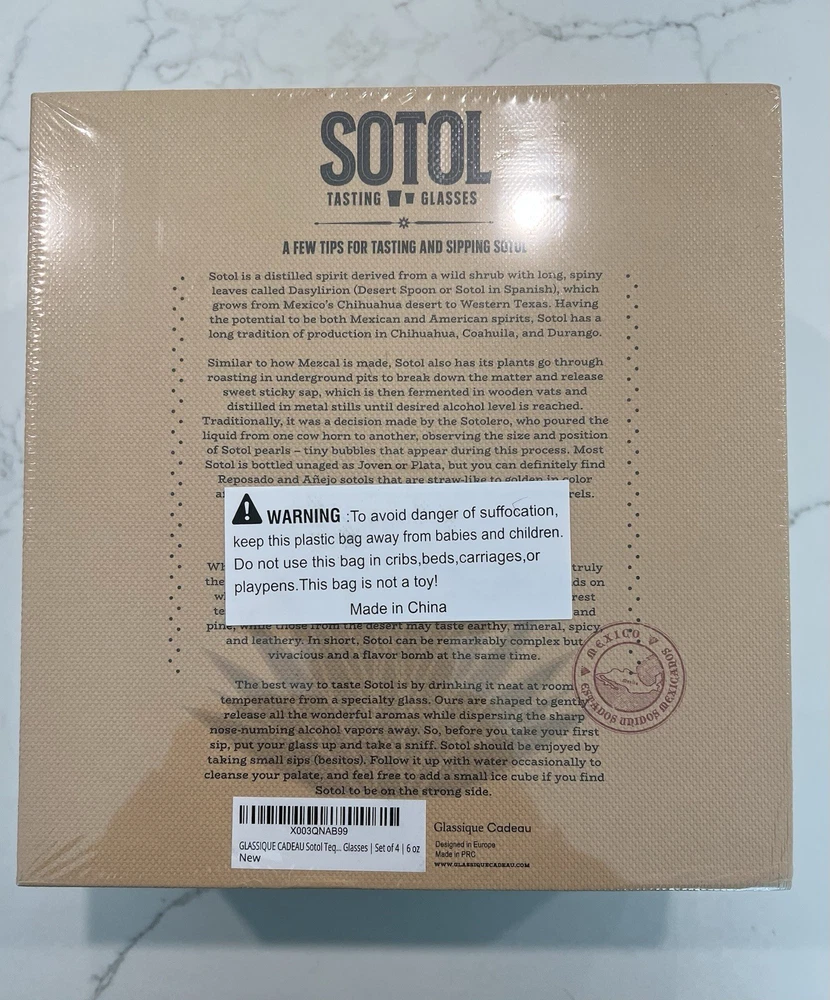 SOTOL
TASTING GLASSES
A FEW TIPS FOR TASTING AND SIPPING SOTOL
Sotol is a distilled spirit derived from a wild shrub with long, spiny
leaves called Dasylirion (Desert Spoon or Sotol in Spanish), which
grows from Mexico's Chihuahua desert to Western Texas. Having
the potential to be both Mexican and American spirits, Sotol has a
long tradition of production in Chihuahua, Coahuila, and Durango.
Similar to how Mezcal is made, Sotol also has its plants go through
roasting in underground pits to break down the matter and release
sweet sticky sap, which is then fermented in wooden vats and
distilled in metal stills until desired alcohol level is reached.
Traditionally, it was a decision made by the Sotolero, who poured the
liquid from one cow horn to another, observing the size and position
of Sotol pearls – tiny bubbles that appear during this process. Most
Sotol is bottled unaged as Joven or Plata, but you can definitely find
Reposado and Añejo sotols that are straw-like to golden in color
WARNING :To avoid danger of suffocation,
keep this plastic bag away from babies and children.
Do not use this bag in cribs,beds,carriages,or
playpens.This bag is not a toy!
Made in China
truly
the
on
and
pine, while those from the desert may taste earthy, mineral, spicy,
and leathery. In short, Sotol can be remarkably complex but
vivacious and a flavor bomb at the same time.
MEXICO
ESTADOS UNIDOS MEXICANOS
The best way to taste Sotol is by drinking it neat at room
temperature from a specialty glass. Ours are shaped to gently
release all the wonderful aromas while dispersing the sharp
nose-numbing alcohol vapors away. So, before you take your first
sip, put your glass up and take a sniff. Sotol should be enjoyed by
taking small sips (besitos). Follow it up with water occasionally to
cleanse your palate, and feel free to add a small ice cube if you find
Sotol to be on the strong side.
X003QNAB99
GLASSIQUE CADEAU Sotol Teq... Glasses | Set of 4 | 6 oz
New
Glassique Cadeau
Designed in Europe
Made in PRC
WWW.GLASSIQUECADEAU.COM